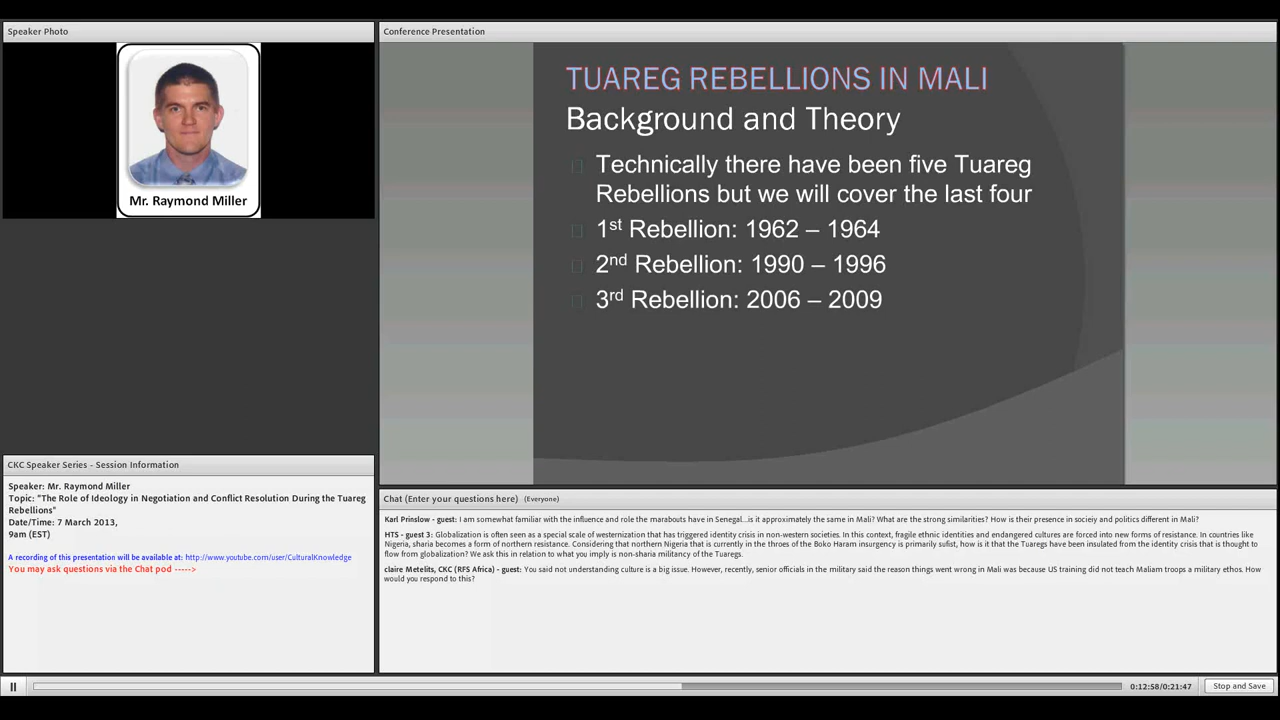 Speaker Photo
Mr. Raymond Miller
Conference Presentation
TUAREG REBELLIONS IN MALI
Background and Theory
Technically there have been five Tuareg
Rebellions but we will cover the last four
1st Rebellion: 1962 – 1964
2nd Rebellion: 1990 – 1996
3rd Rebellion: 2006 – 2009
CKC Speaker Series - Session Information
Speaker: Mr. Raymond Miller
Topic: "The Role of Ideology in Negotiation and Conflict Resolution During the Tuareg
Rebellions"
Date/Time: 7 March 2013,
9am (EST)
A recording of this presentation will be available at: http://www.youtube.com/user/CulturalKnowledge
You may ask questions via the Chat pod ----->
Chat (Enter your questions here) (Everyone)
Karl Prinslow - guest: I am somewhat familiar with the influence and role the marabouts have in Senegal...is it approximately the same in Mali? What are the strong similarities? How is their presence in socieiy and politics different in Mali?
HTS - guest 3: Globalization is often seen as a special scale of westernization that has triggered identity crisis in non-western societies. In this context, fragile ethnic identities and endangered cultures are forced into new forms of resistance. In countries like
Nigeria, sharia becomes a form of northern resistance. Considering that northern Nigeria that is currently in the throes of the Boko Haram insurgency is primarily sufist, how is it that the Tuaregs have been insulated from the identity crisis that is thought to
flow from globalization? We ask this in relation to what you imply is non-sharia militancy of the Tuaregs.
claire Metelits, CKC (RFS Africa) - guest: You said not understanding culture is a big issue. However, recently, senior officials in the military said the reason things went wrong in Mali was because US training did not teach Maliam troops a military ethos. How
would you respond to this?
0:12:58/0:21:47
Stop and Save